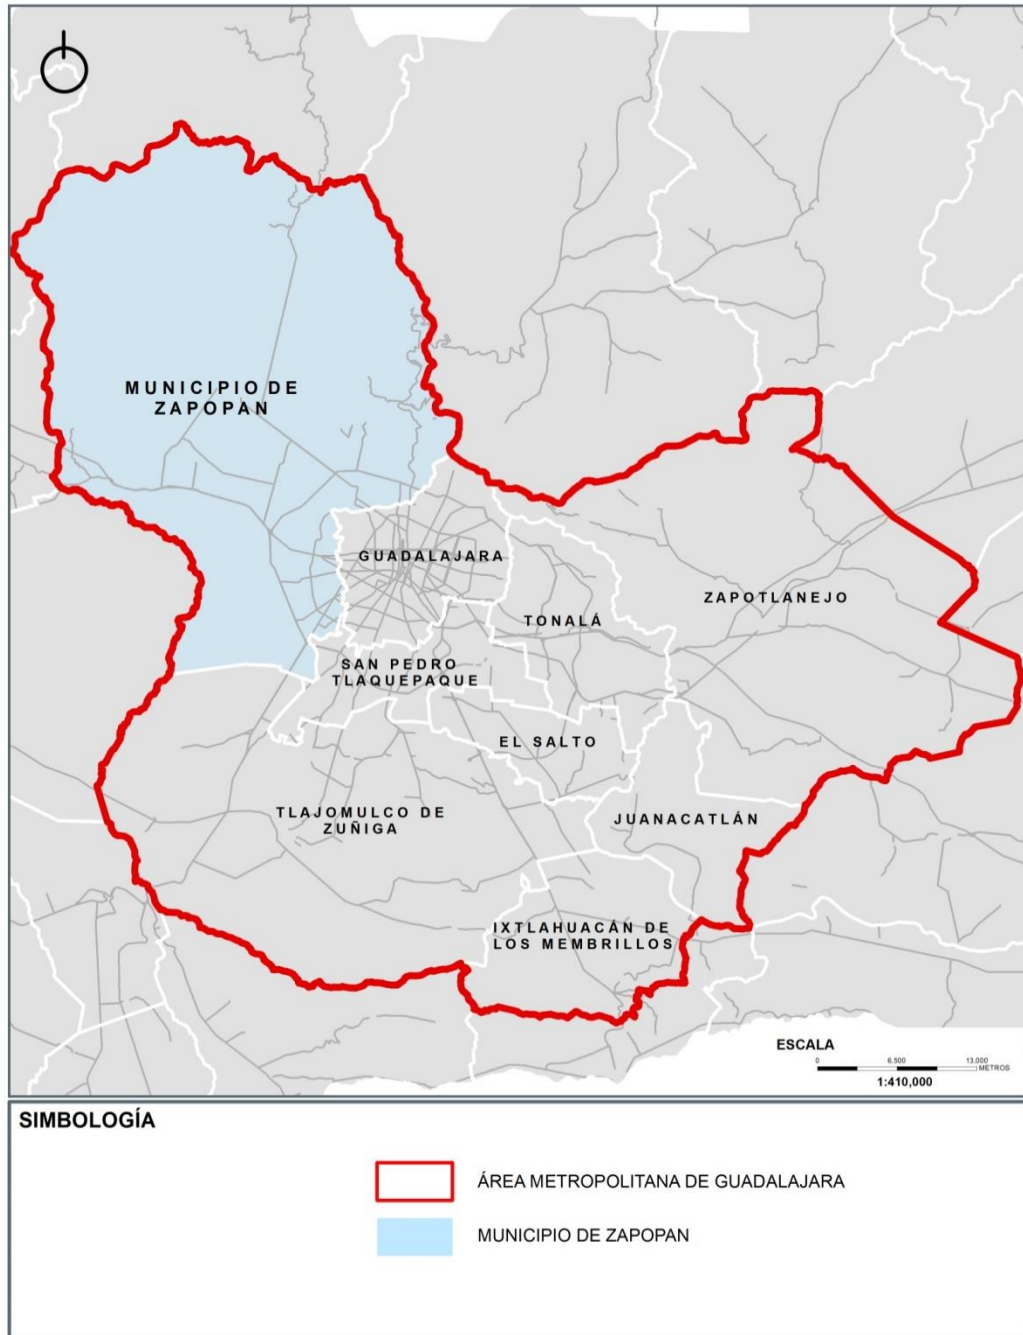 MUNICIPIO DE
ZAPOPAN
GUADALAJARA
ZAPOTLANEJO
TONALÁ
SAN PEDRO
TLAQUEPAQUE
EL SALTO
TLAJOMULCO DE
ZUÑIGA
JUANACATLÁN
IXTLAHUACÁN DE
LOS MEMBRILLOS
ESCALA
0 6,500 13,000
METROS
1:410,000
SIMBOLOGÍA
ÁREA METROPOLITANA DE GUADALAJARA
MUNICIPIO DE ZAPOPAN